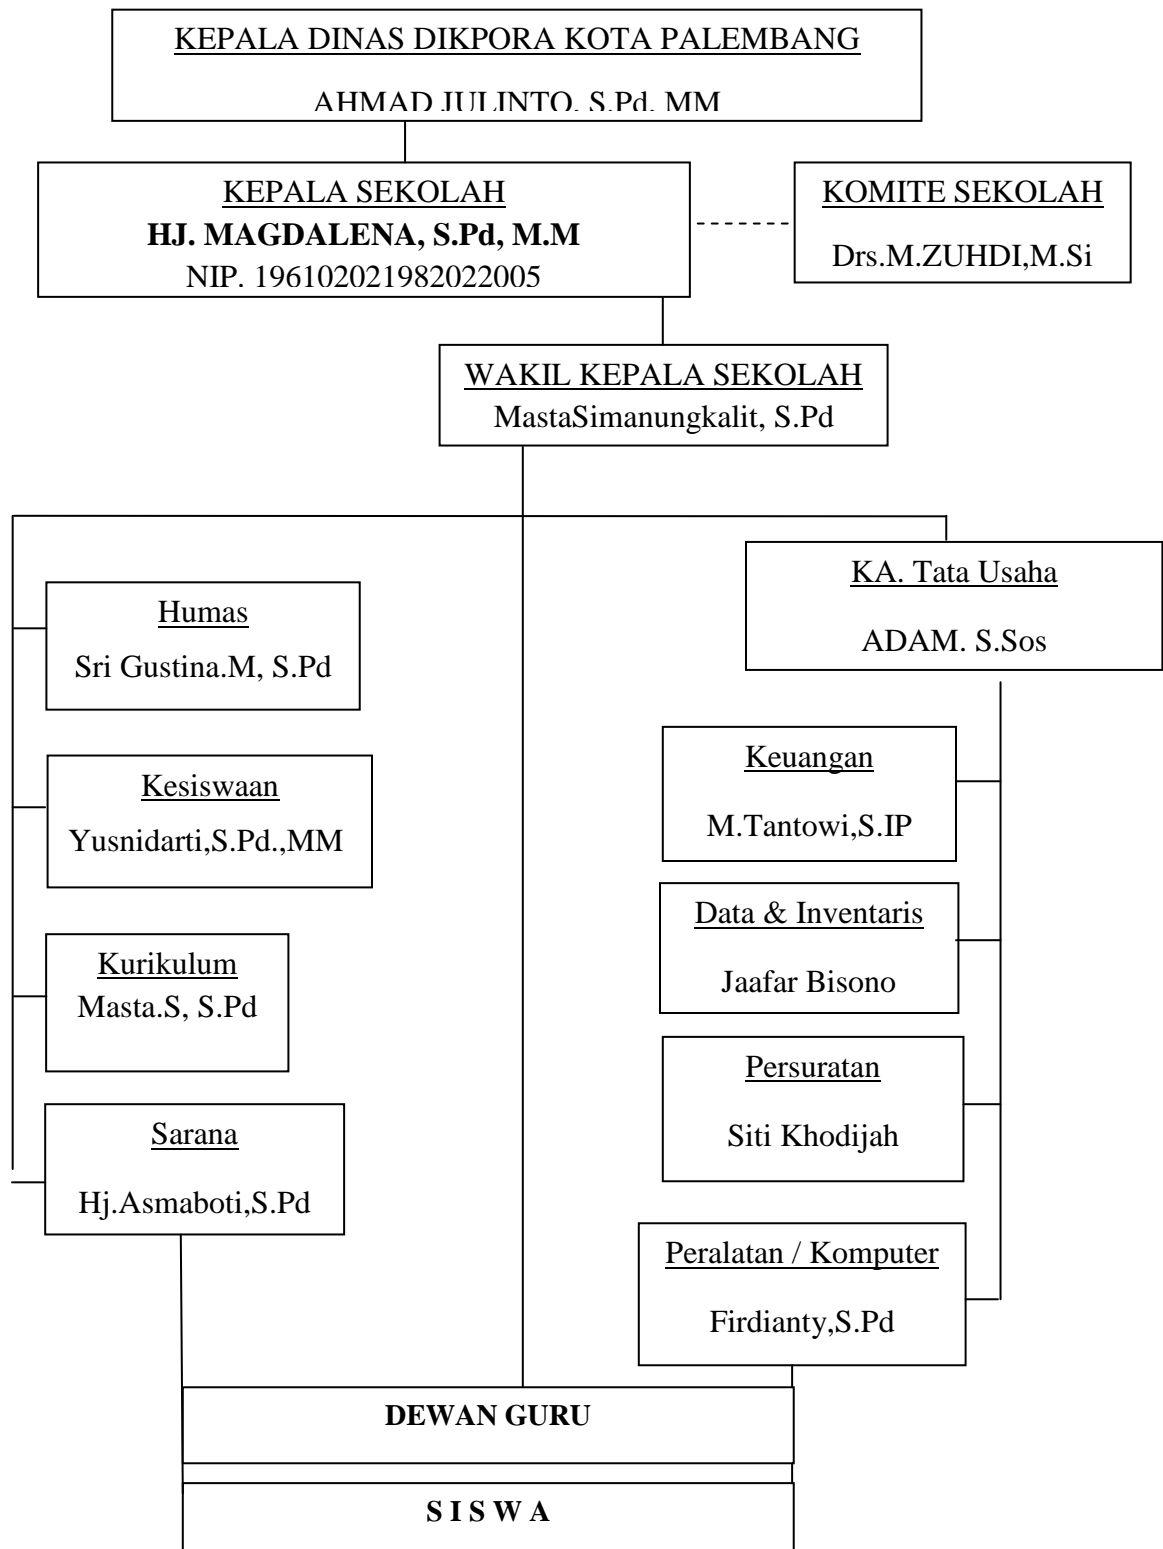 KEPALA DINAS DIKPORA KOTA PALEMBANG
AHMAD JULINTO. S.Pd. MM
KEPALA SEKOLAH
HJ. MAGDALENA, S.Pd, M.M
NIP. 196102021982022005
KOMITE SEKOLAH
Drs.M.ZUHDI,M.Si
WAKIL KEPALA SEKOLAH
MastaSimanungkalit, S.Pd
Humas
Sri Gustina.M, S.Pd
Kesiswaan
Yusnidarti,S.Pd.,MM
Kurikulum
Masta.S, S.Pd
Sarana
Hj.Asmaboti,S.Pd
KA. Tata Usaha
ADAM. S.Sos
Keuangan
M.Tantowi,S.IP
Data & Inventaris
Jaafar Bisono
Persuratan
Siti Khodijah
Peralatan / Komputer
Firdianty,S.Pd
DEWAN GURU
S I S W A